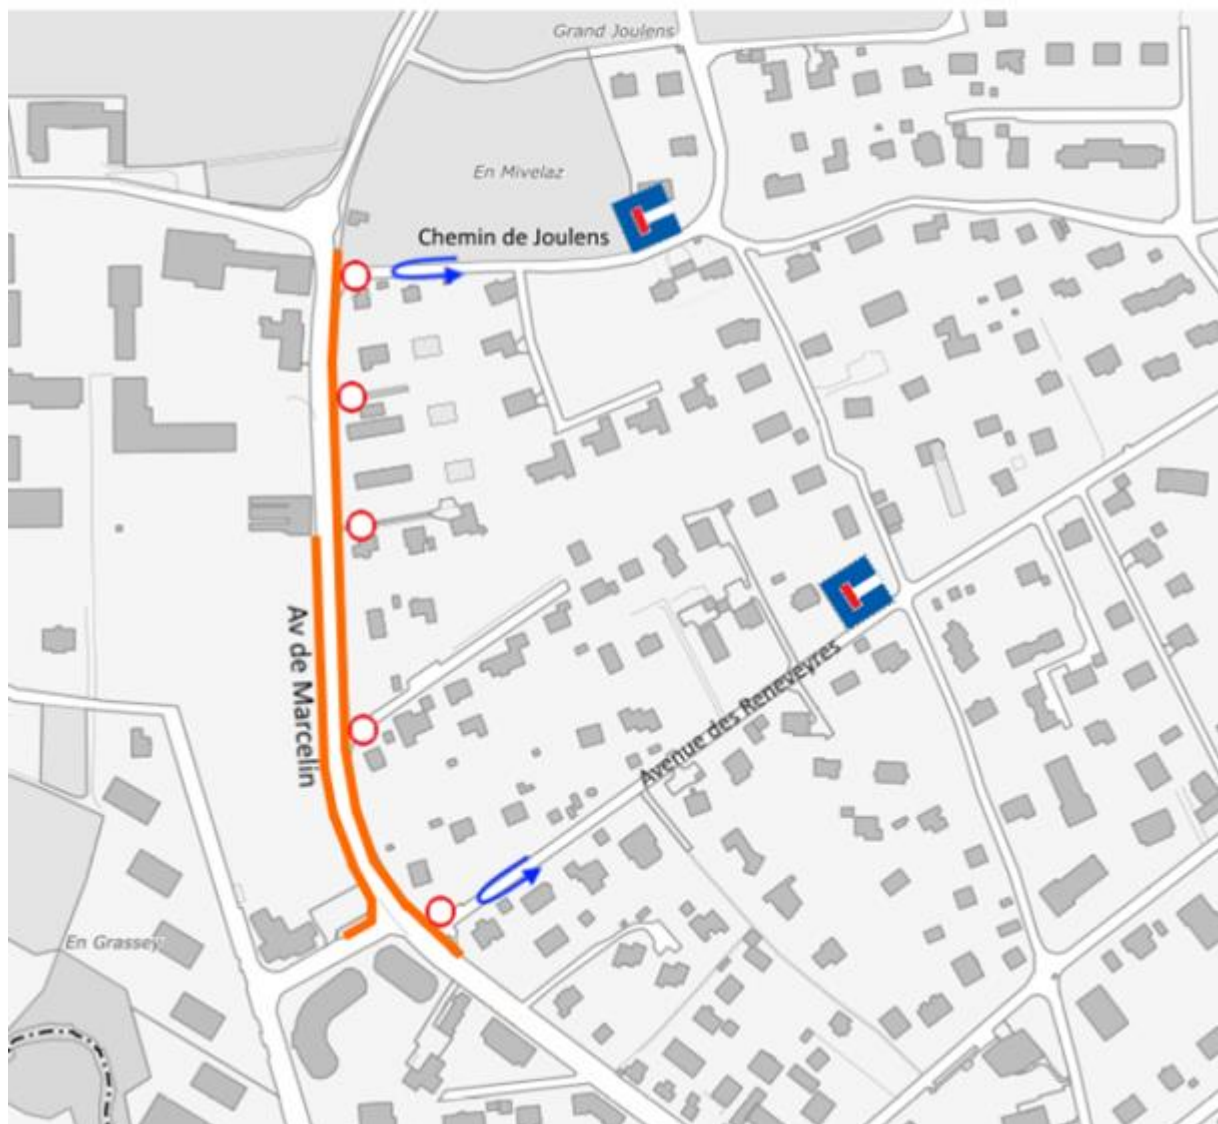 Grand Joulens
En Mivelaz
Chemin de Joulens
Av de Marcelin
Avenue des Reneveyres
En Grassey